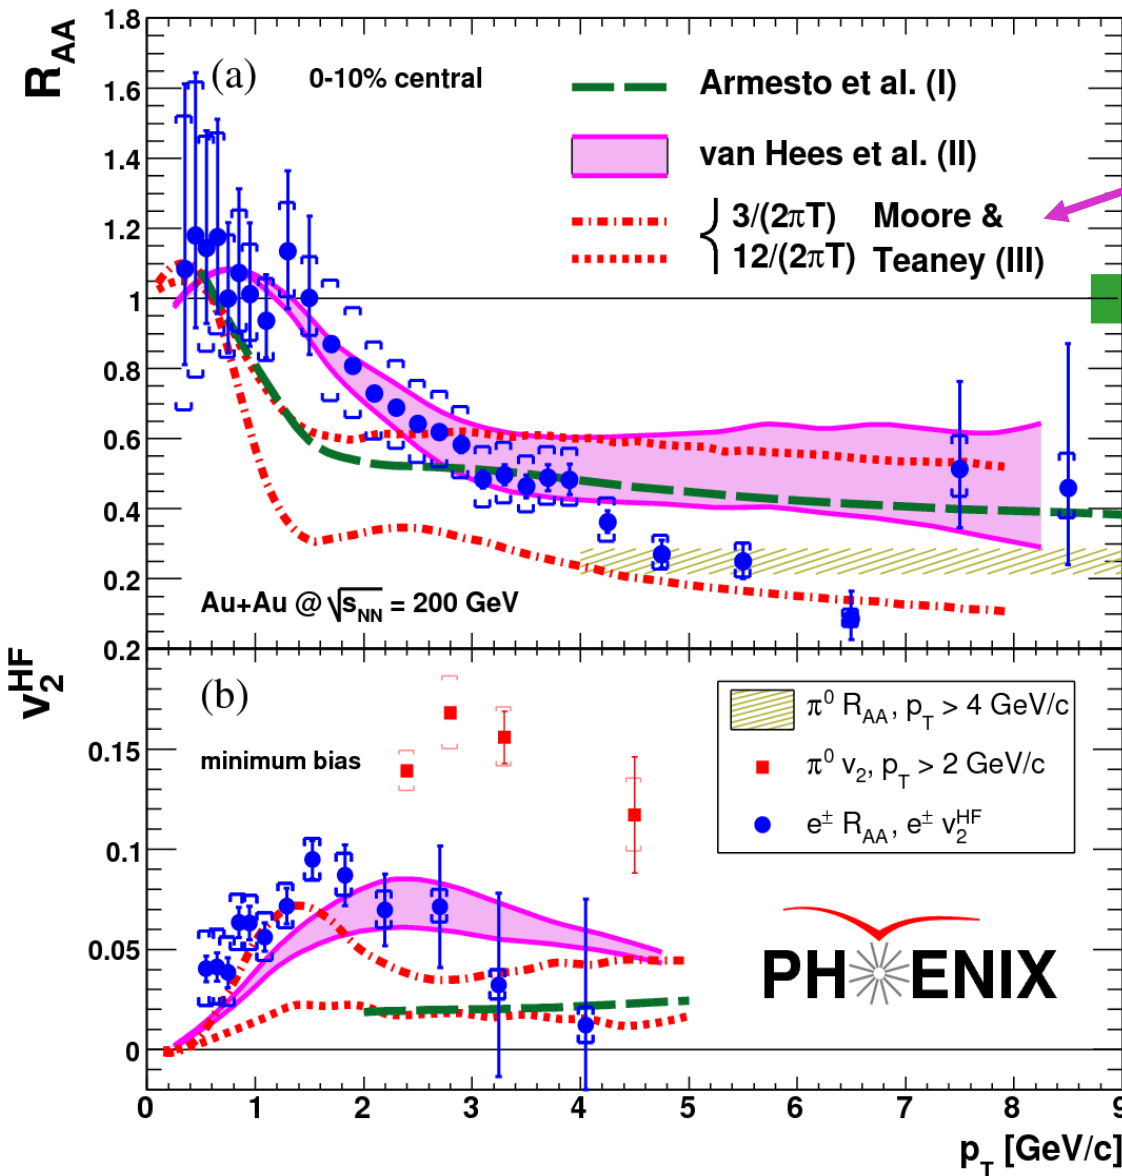 R_AA
1.8
1.6
1.4
1.2
1
0.8
0.6
0.4
0.2
(a)
0-10% central
Armesto et al. (I)
van Hees et al. (II)
3/(2πT) Moore &
12/(2πT) Teaney (III)
Au+Au @ √s_NN = 200 GeV
v_2^HF
0.2
0.15
0.1
0.05
0
(b)
minimum bias
π⁰ R_AA, p_T > 4 GeV/c
π⁰ v_2, p_T > 2 GeV/c
e^± R_AA, e^± v_2^HF
PHENIX
0 1 2 3 4 5 6 7 8 9
p_T [GeV/c]